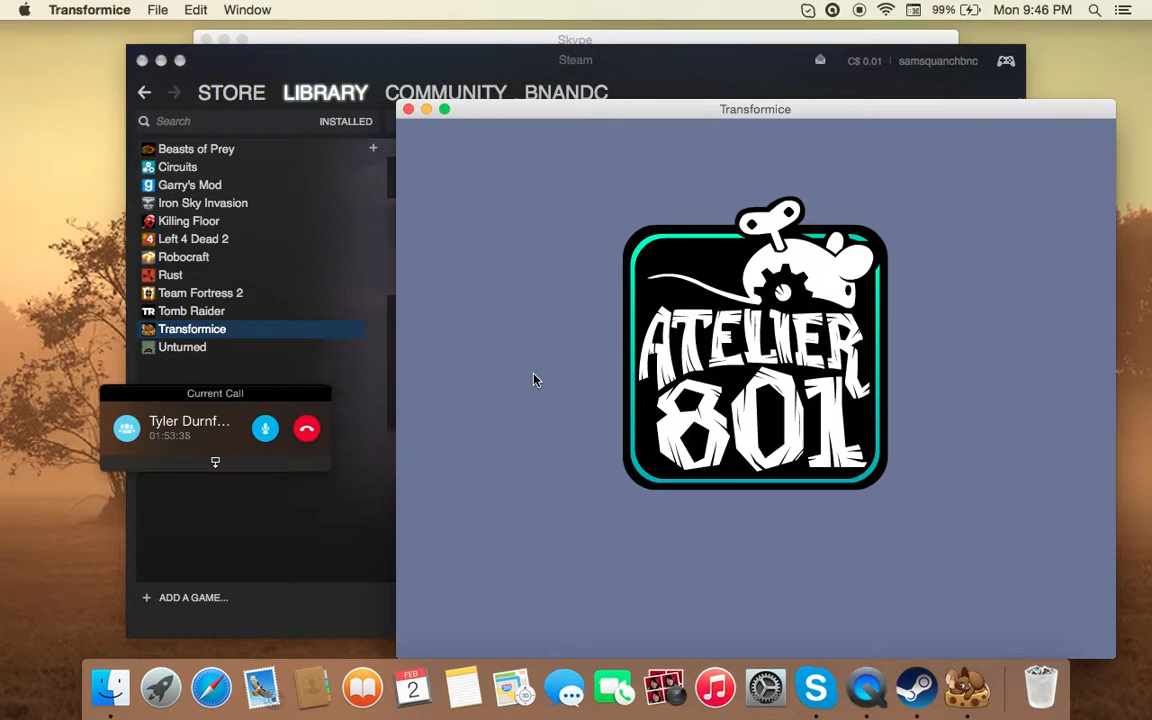 Transformice File Edit Window 99% Mon 9:46 PM
Skype
Steam
C$ 0.01 samsquanchbnc
STORE LIBRARY COMMUNITY BNANDC
Search INSTALLED
Transformice
Beasts of Prey +
Circuits
Garry's Mod
Iron Sky Invasion
Killing Floor
Left 4 Dead 2
Robocraft
Rust
Team Fortress 2
Tomb Raider
Transformice
Unturned
Current Call
Tyler Durnf...
01:53:38
+ ADD A GAME...
ATELIER
801
FEB
2